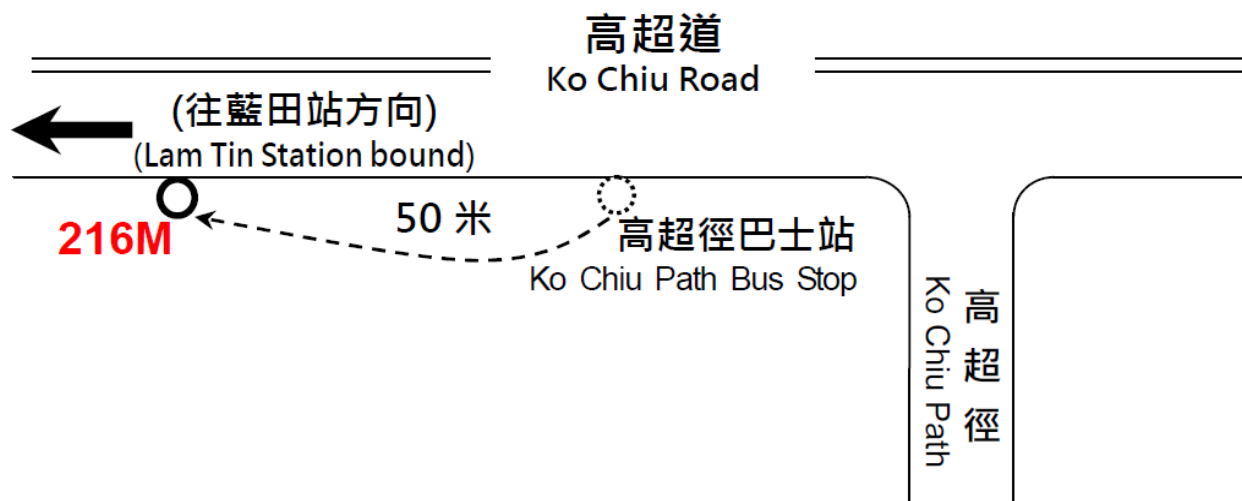 高超道
Ko Chiu Road
(往藍田站方向)
(Lam Tin Station bound)
216M
50 米
高超徑巴士站
Ko Chiu Path Bus Stop
高超徑
Ko Chiu Path